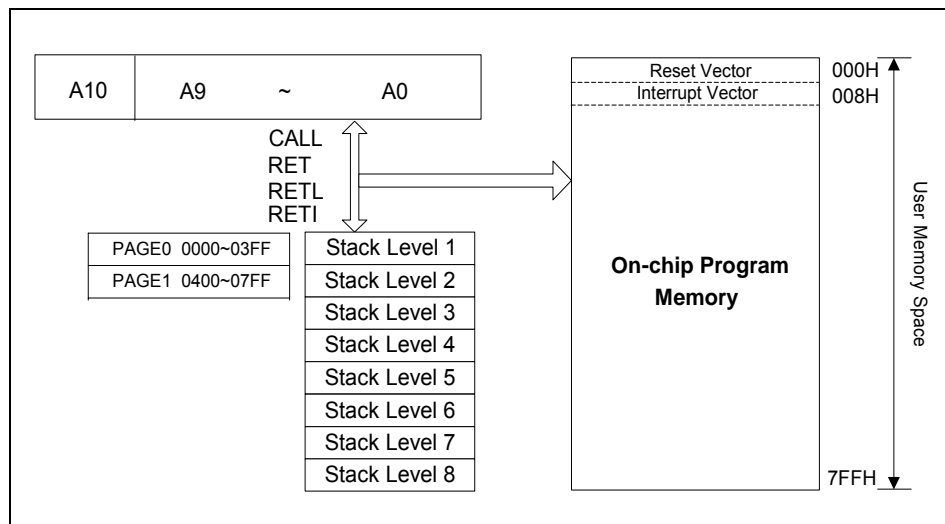 A10 A9 ~ A0
CALL
RET
RETL
RETI
PAGE0 0000~03FF
PAGE1 0400~07FF
Stack Level 1
Stack Level 2
Stack Level 3
Stack Level 4
Stack Level 5
Stack Level 6
Stack Level 7
Stack Level 8
Reset Vector 000H
Interrupt Vector 008H
On-chip Program
Memory
7FFH
User Memory Space